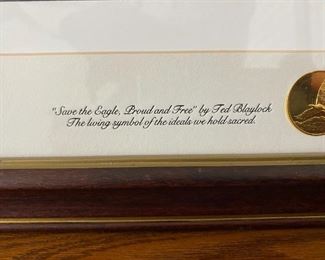 "Save the Eagle, Proud and Free" by Ted Blaylock
The living symbol of the ideals we hold sacred.